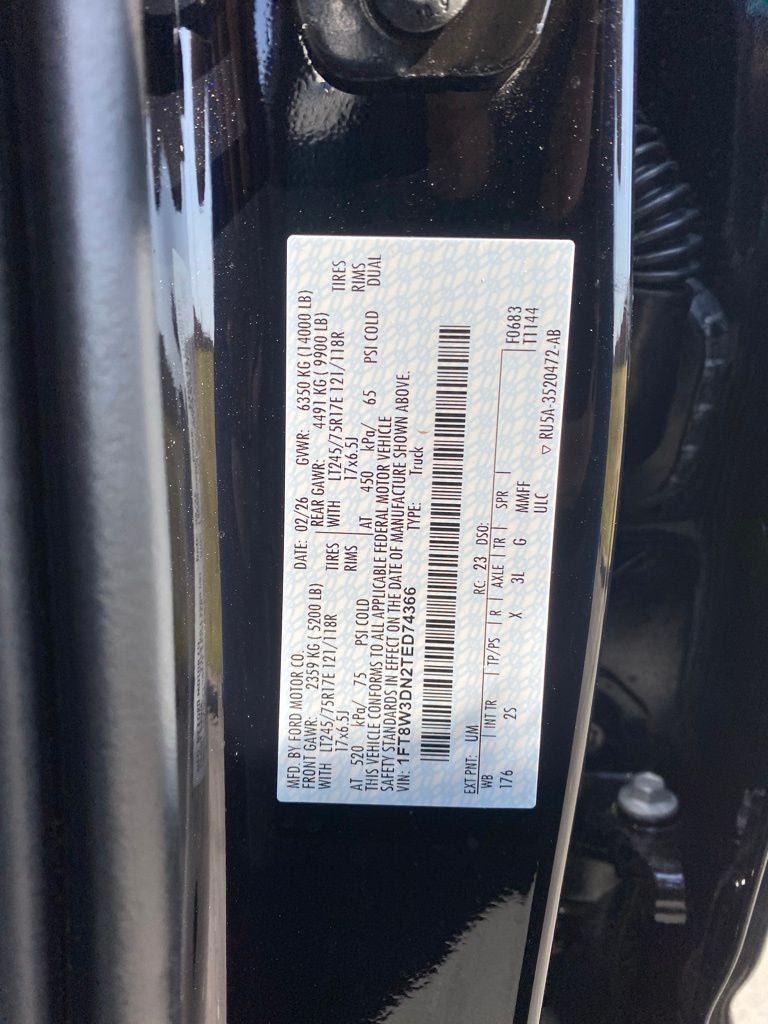 MFD. BY FORD MOTOR CO.
DATE: 02/26 GVWR: 6350 KG (14000 LB)
FRONT GAWR: 2359 KG ( 5200 LB) REAR GAWR: 4491 KG ( 9900 LB)
WITH LT245/75R17E 121/118R TIRES WITH LT245/75R17E 121/118R TIRES
17x6.5J RIMS 17x6.5J RIMS
AT 520 kPa/ 75 PSI COLD AT 450 kPa/ 65 PSI COLD DUAL
THIS VEHICLE CONFORMS TO ALL APPLICABLE FEDERAL MOTOR VEHICLE
SAFETY STANDARDS IN EFFECT ON THE DATE OF MANUFACTURE SHOWN ABOVE.
VIN: 1FT8W3DN2TED74366 TYPE: Truck
EXT PNT: UM RC: 23 DSO: F0683
WB INT TR TP/PS R AXLE TR SPR T1144
176 2S X 3L G MMFF
ULC ▽ RU5A-3520472-AB